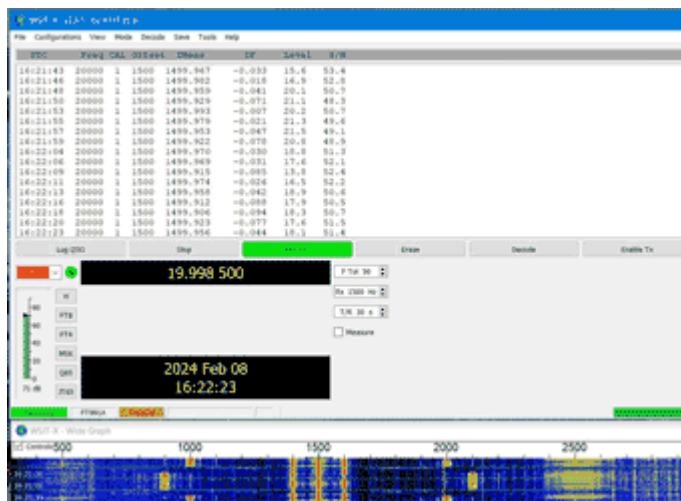 File Configurations View Mode Decode Save Tools Help
UTC Freq CAL Offset fMeas DF Level S/N
16:21:43 20000 1 1500 1499.967 -0.033 15.6 53.4
16:21:46 20000 1 1500 1499.982 -0.018 16.9 52.8
16:21:48 20000 1 1500 1499.959 -0.041 20.1 50.7
16:21:50 20000 1 1500 1499.929 -0.071 21.1 48.3
16:21:53 20000 1 1500 1499.993 -0.007 20.2 50.7
16:21:55 20000 1 1500 1499.979 -0.021 21.3 49.6
16:21:57 20000 1 1500 1499.953 -0.047 21.5 49.1
16:21:59 20000 1 1500 1499.922 -0.078 20.8 48.9
16:22:04 20000 1 1500 1499.970 -0.030 18.8 51.3
16:22:06 20000 1 1500 1499.969 -0.031 17.6 52.1
16:22:09 20000 1 1500 1499.915 -0.085 13.8 52.4
16:22:11 20000 1 1500 1499.974 -0.026 16.5 52.2
16:22:13 20000 1 1500 1499.958 -0.042 18.9 50.6
16:22:16 20000 1 1500 1499.912 -0.088 17.9 50.5
16:22:18 20000 1 1500 1499.906 -0.094 18.3 50.7
16:22:20 20000 1 1500 1499.923 -0.077 17.6 51.5
16:22:23 20000 1 1500 1499.956 -0.044 18.1 51.4
Log QSO Stop Erase Decode Enable Tx
19.998 500
F Tol 50
Rx 1500 Hz
T/R 30 s
Measure
H
FT8
FT4
MSK
Q65
JT65
80
60
40
20
0
71 dB
2024 Feb 08
16:22:23
WSJT-X - Wide Graph
Controls 500 1000 1500 2000 2500